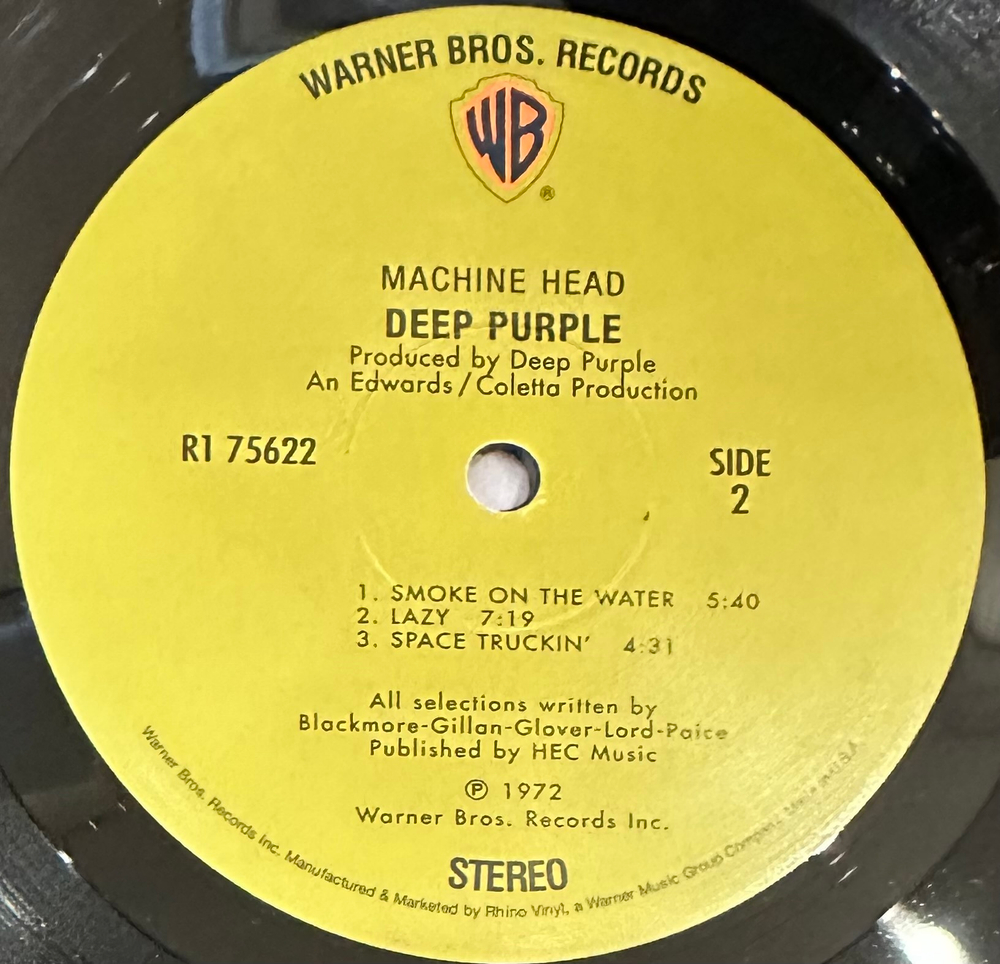 WARNER BROS. RECORDS
WB
®
MACHINE HEAD
DEEP PURPLE
Produced by Deep Purple
An Edwards/Coletta Production
R1 75622
SIDE
2
1. SMOKE ON THE WATER 5:40
2. LAZY 7:19
3. SPACE TRUCKIN' 4:31
All selections written by
Blackmore-Gillan-Glover-Lord-Paice
Published by HEC Music
℗ 1972
Warner Bros. Records Inc.
STEREO
Warner Bros. Records Inc. Manufactured & Marketed by Rhino Vinyl, a Warner Music Group Company. Made in U.S.A.